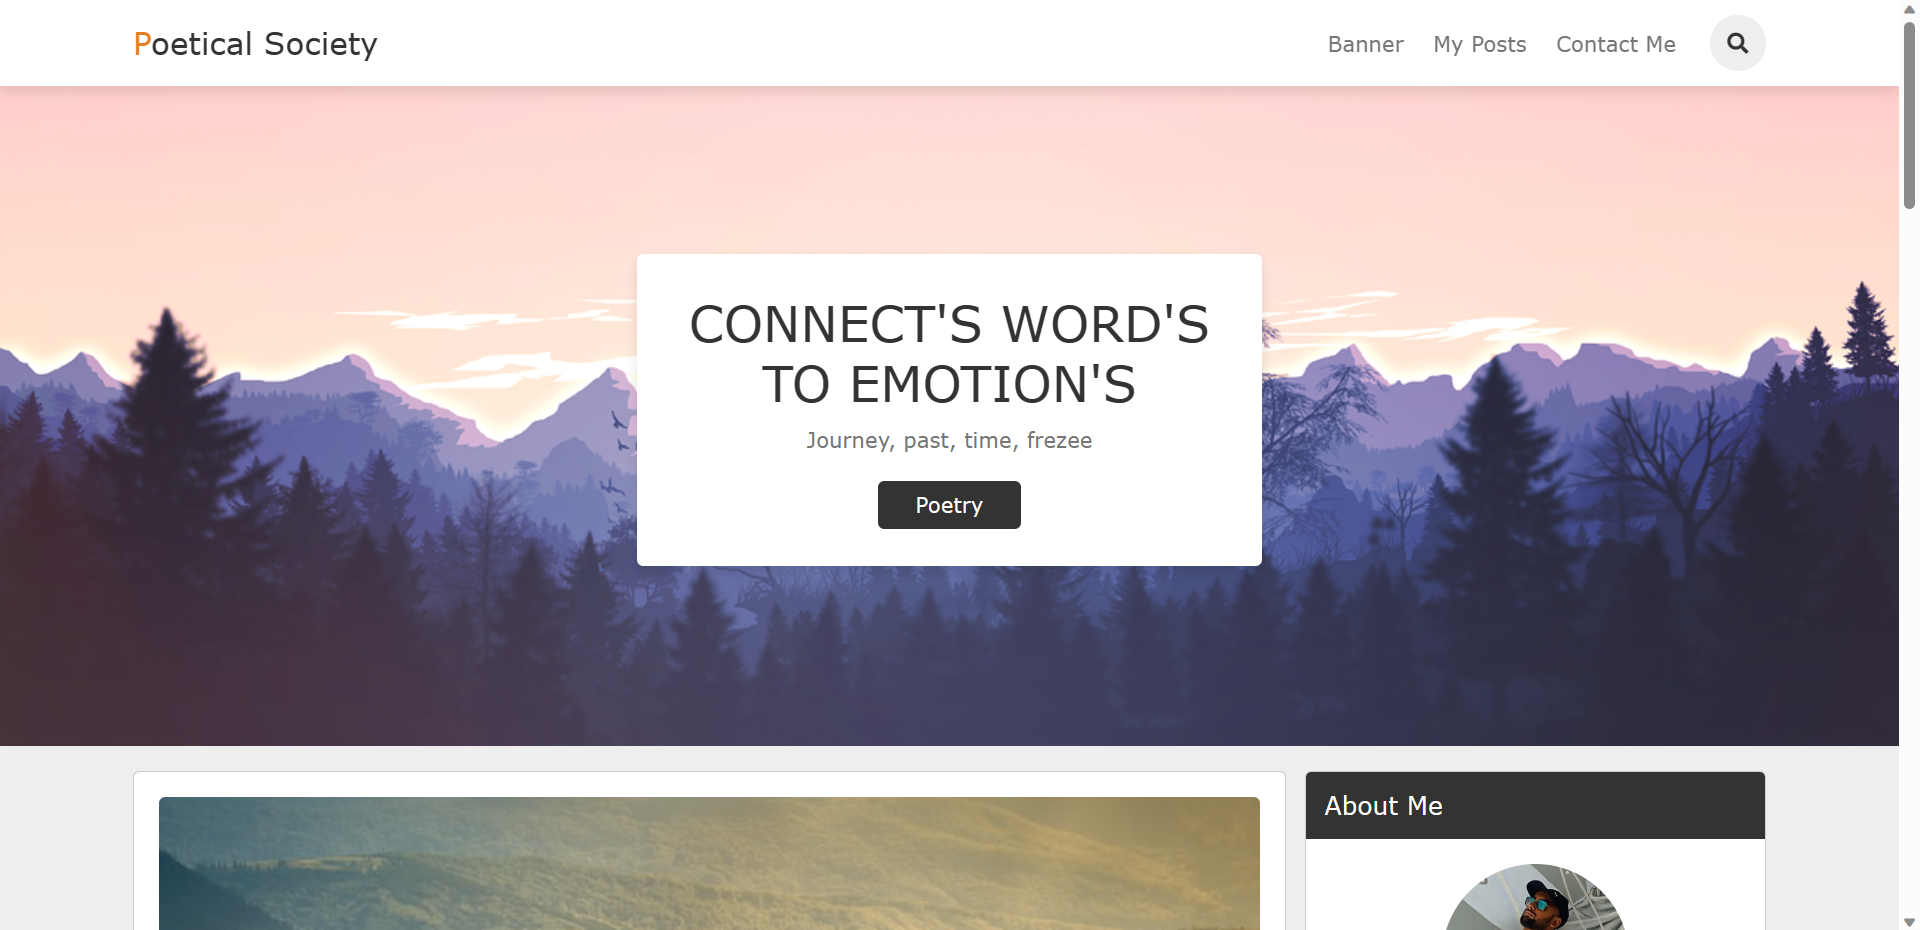 Poetical Society
Banner
My Posts
Contact Me
CONNECT'S WORD'S
TO EMOTION'S
Journey, past, time, frezee
Poetry
About Me